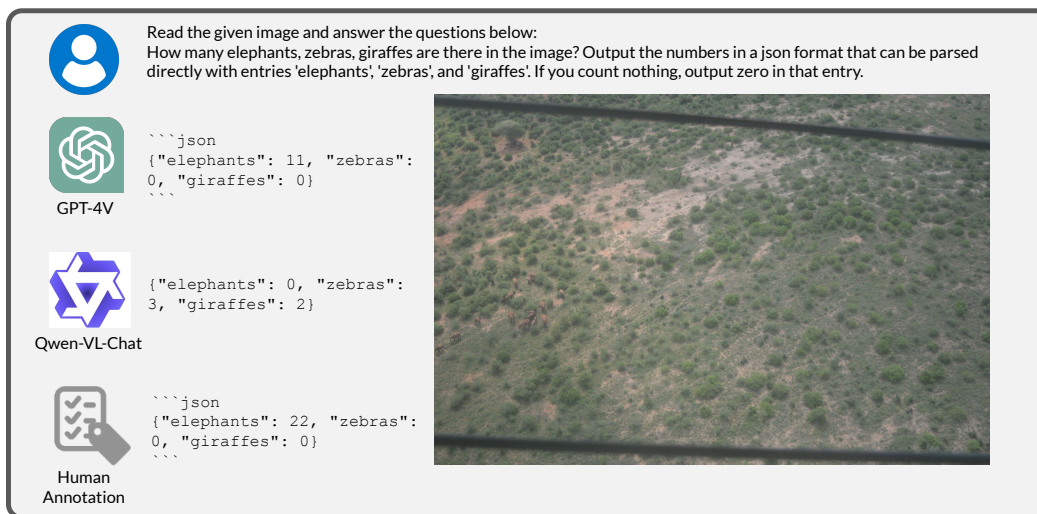 Read the given image and answer the questions below:
How many elephants, zebras, giraffes are there in the image? Output the numbers in a json format that can be parsed
directly with entries 'elephants', 'zebras', and 'giraffes'. If you count nothing, output zero in that entry.
```json
{"elephants": 11, "zebras":
0, "giraffes": 0}
```
GPT-4V
{"elephants": 0, "zebras":
3, "giraffes": 2}
Qwen-VL-Chat
```json
{"elephants": 22, "zebras":
0, "giraffes": 0}
```
Human
Annotation